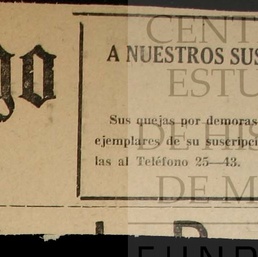 go
A NUESTROS SUS
Sus quejas por demoras
ejemplares de su suscripci
las al Teléfono 25—43.
CENT
ESTU
DE HIS
DE M
FUND